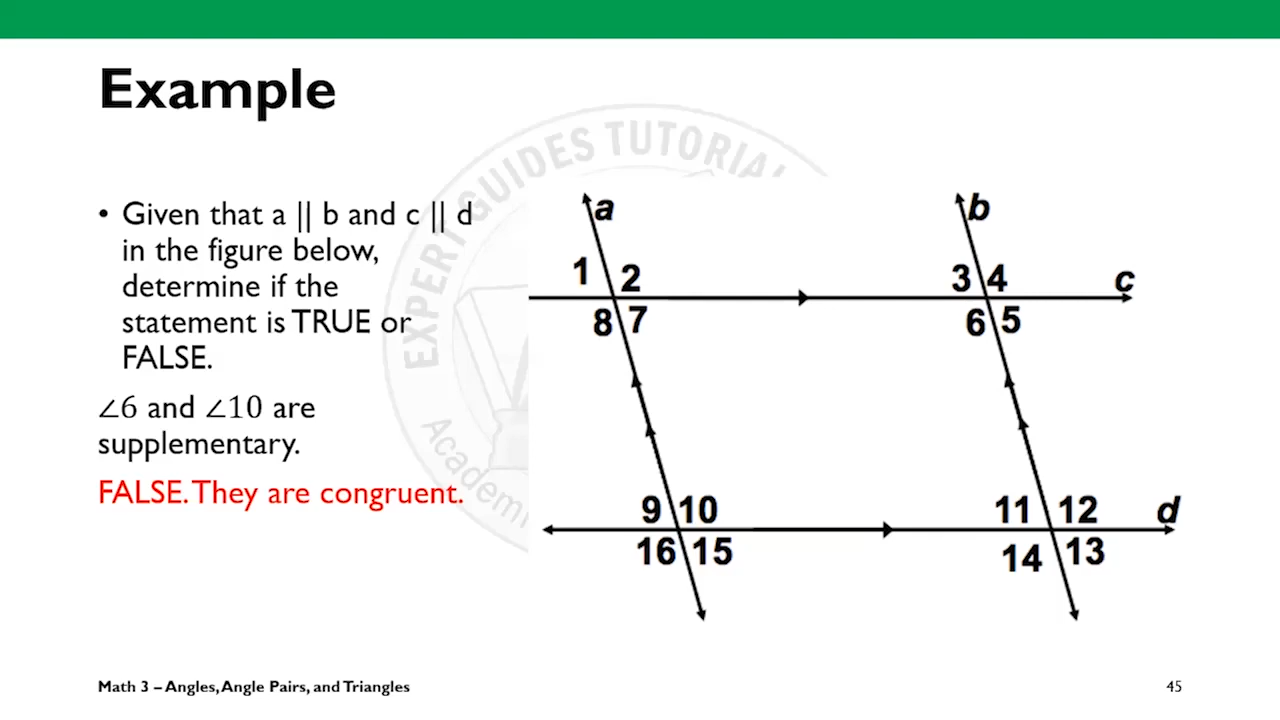 Example
EXPERT GUIDES TUTORIAL
Academi
• Given that a || b and c || d
in the figure below,
determine if the
statement is TRUE or
FALSE.
∠6 and ∠10 are
supplementary.
FALSE. They are congruent.
a b
1 2 3 4 c
8 7 6 5
9 10 11 12 d
16 15 14 13
Math 3 – Angles, Angle Pairs, and Triangles 45